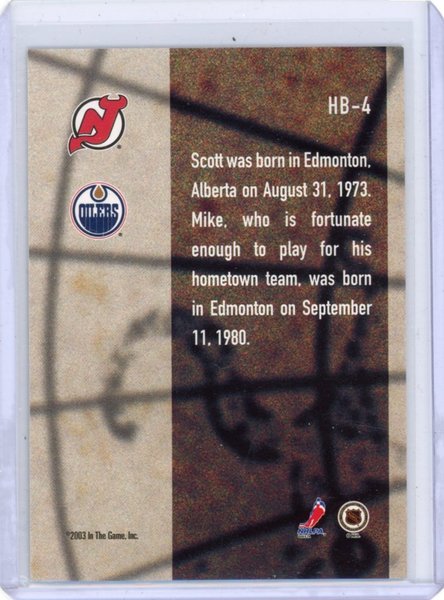 HB-4
Scott was born in Edmonton,
Alberta on August 31, 1973.
Mike, who is fortunate
enough to play for his
hometown team, was born
in Edmonton on September
11, 1980.
OILERS
©2003 In The Game, Inc.
NHLPA